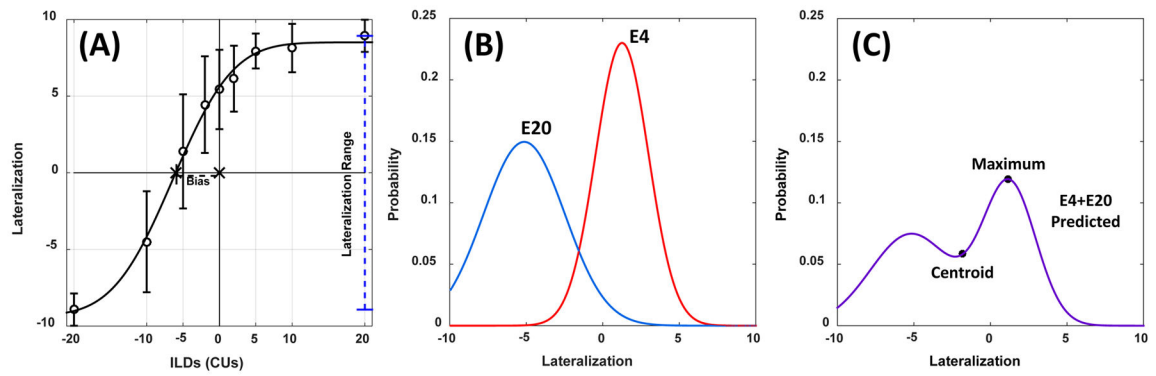 (A)
10
5
0
-5
-10
Lateralization
-20
-10
-5
0
5
10
20
ILDs (CUs)
Bias
Lateralization Range
(B)
0.25
0.2
0.15
0.1
0.05
0
Probability
E20
E4
-10
-5
0
5
10
Lateralization
(C)
0.25
0.2
0.15
0.1
0.05
0
Probability
Maximum
E4+E20
Predicted
Centroid
-10
-5
0
5
10
Lateralization